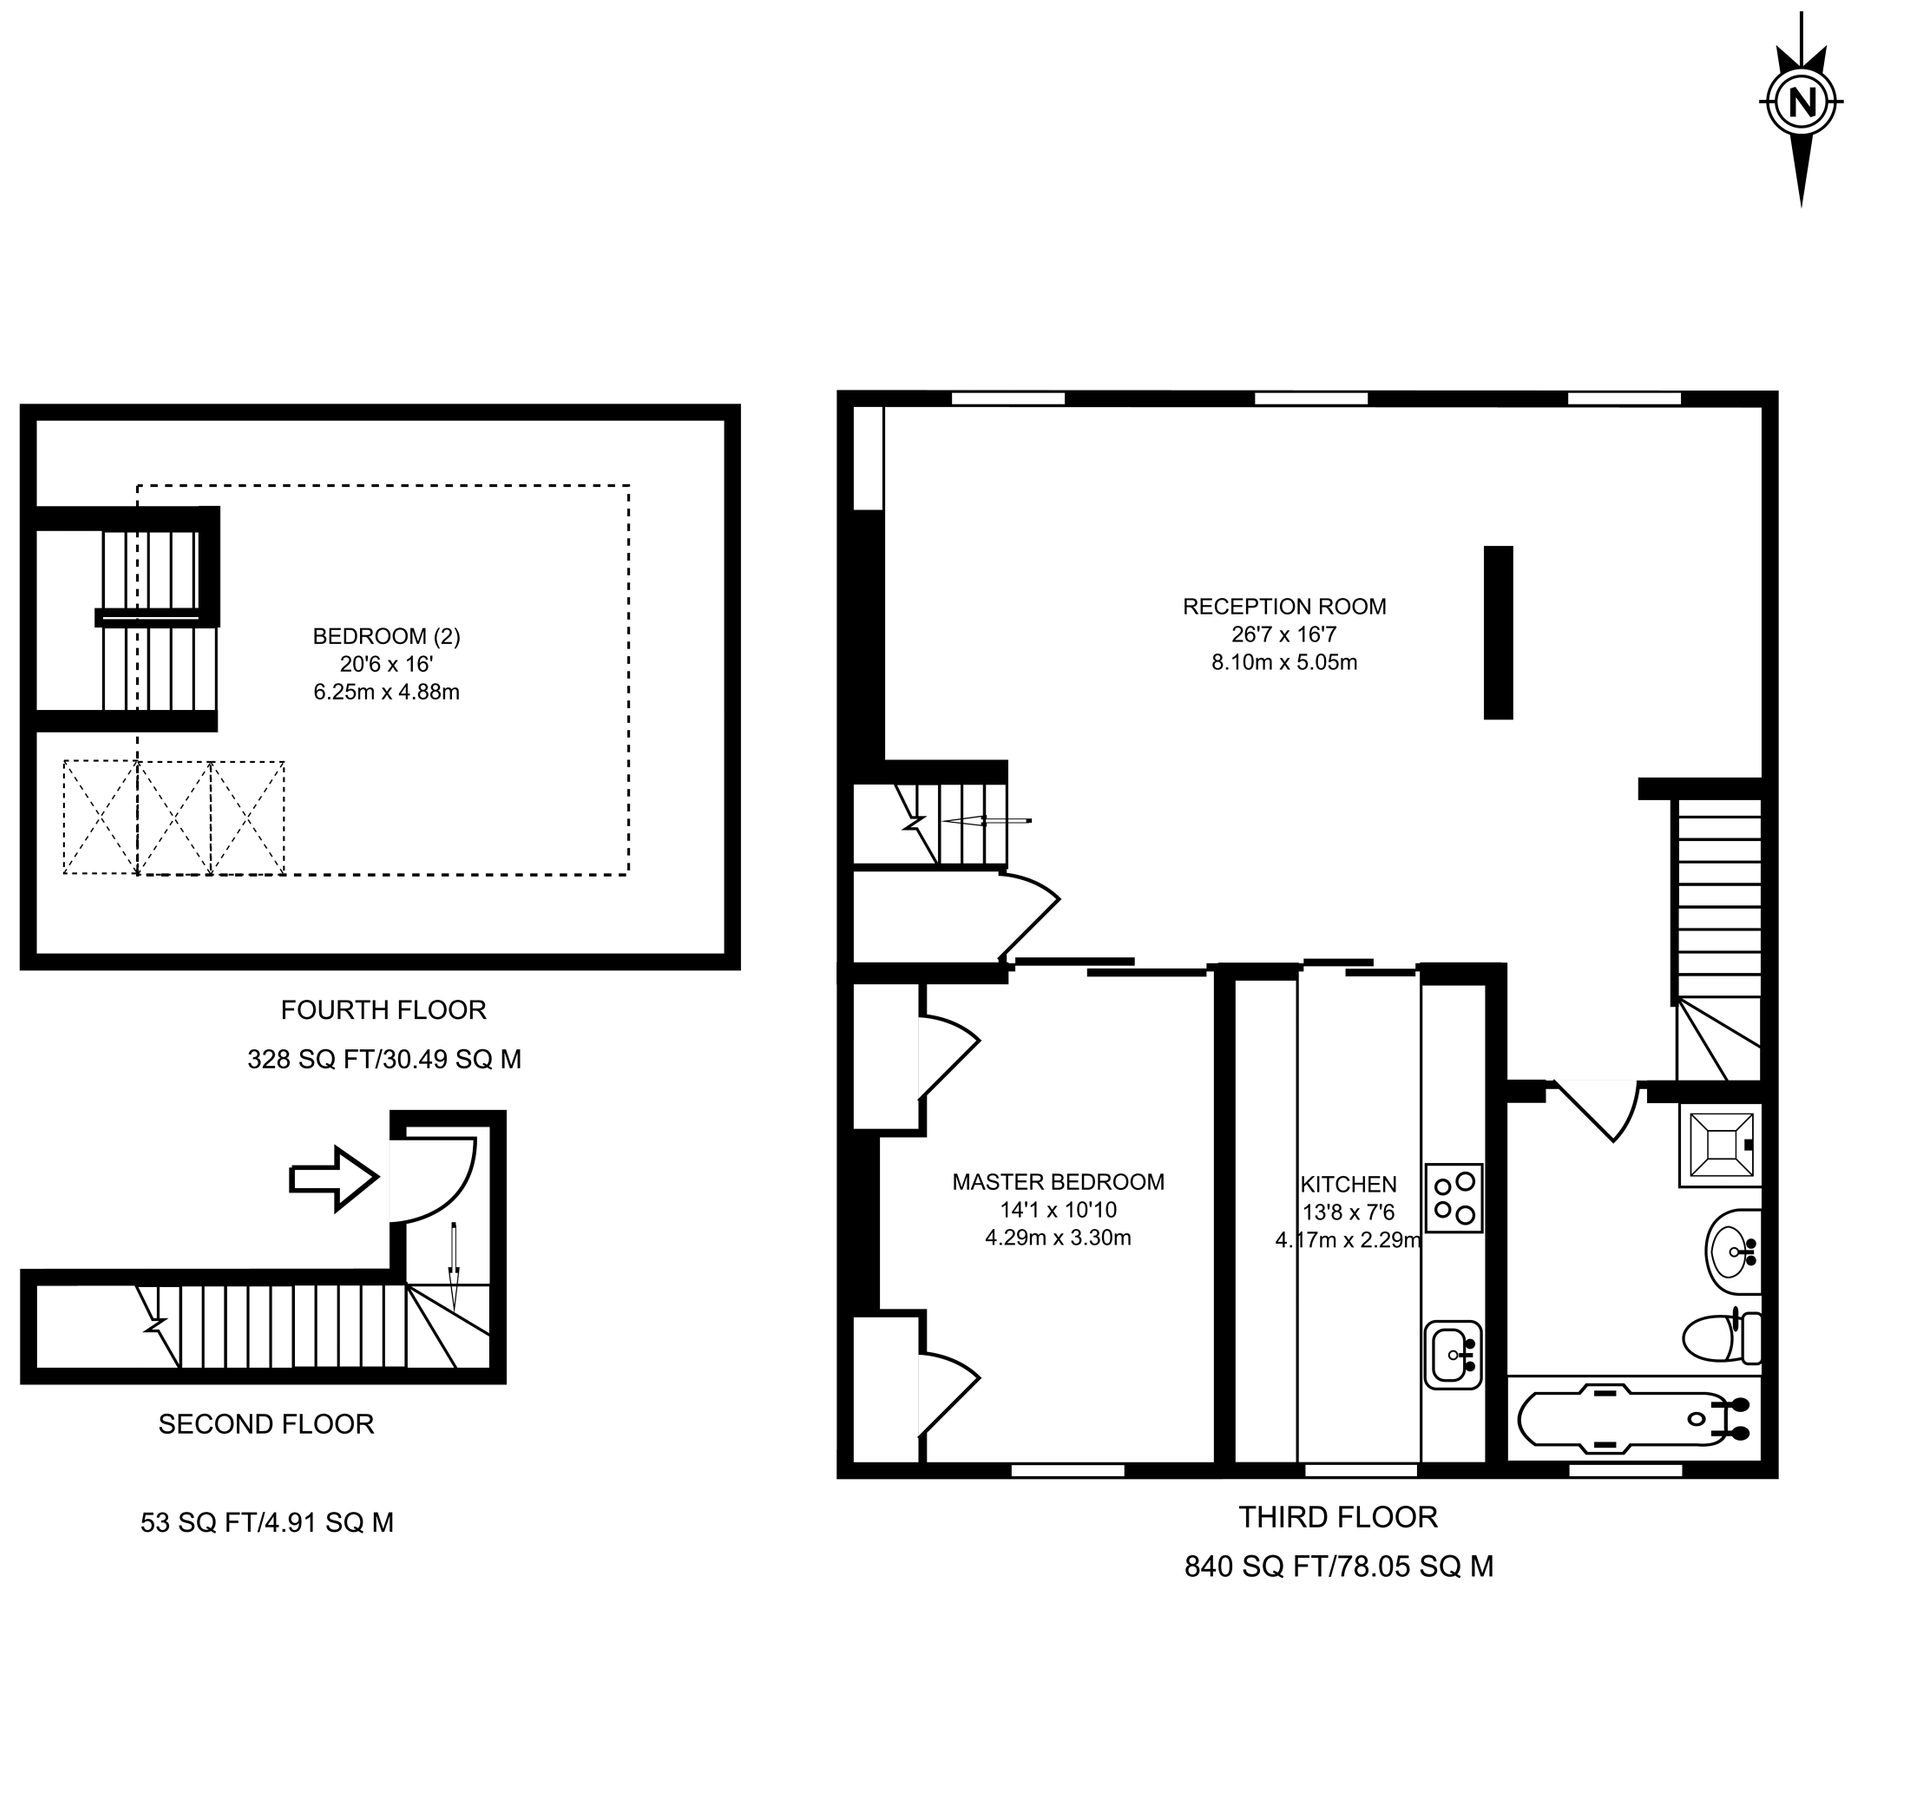 N
RECEPTION ROOM
26'7 x 16'7
8.10m x 5.05m
BEDROOM (2)
20'6 x 16'
6.25m x 4.88m
FOURTH FLOOR
328 SQ FT/30.49 SQ M
MASTER BEDROOM
14'1 x 10'10
4.29m x 3.30m
KITCHEN
13'8 x 7'6
4.17m x 2.29m
SECOND FLOOR
53 SQ FT/4.91 SQ M
THIRD FLOOR
840 SQ FT/78.05 SQ M